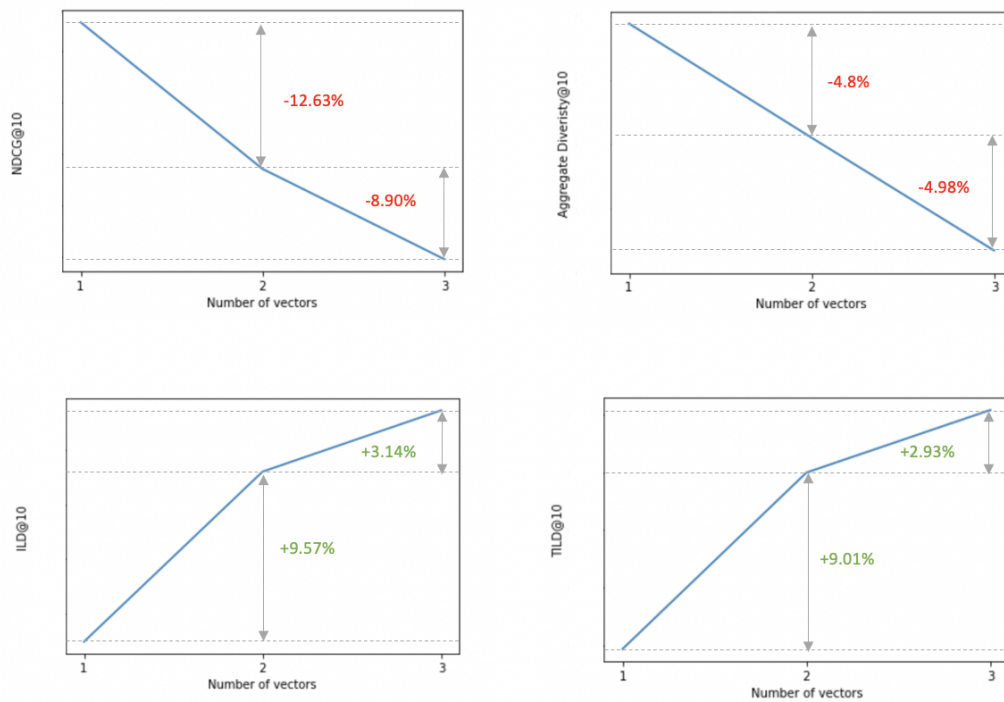 NDCG@10
-12.63%
-8.90%
1 2 3
Number of vectors
Aggregate Diveristy@10
-4.8%
-4.98%
1 2 3
Number of vectors
ILD@10
+3.14%
+9.57%
1 2 3
Number of vectors
TILD@10
+2.93%
+9.01%
1 2 3
Number of vectors